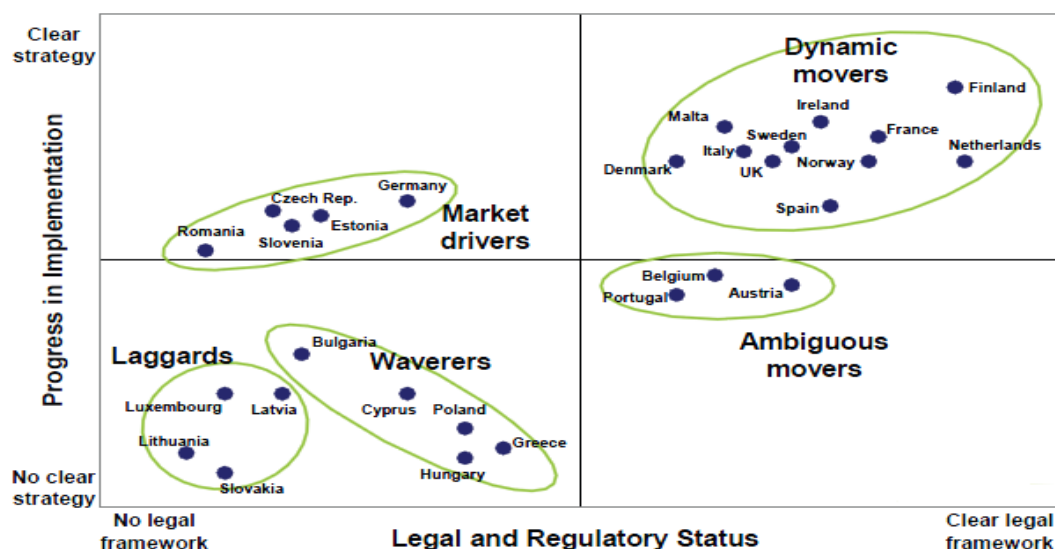 Clear
strategy
Dynamic
movers
Finland
Ireland
Malta
Sweden
France
Italy
Netherlands
Denmark
UK
Norway
Spain
Germany
Czech Rep.
Market
drivers
Romania
Estonia
Slovenia
Progress in Implementation
Belgium
Portugal
Austria
Ambiguous
movers
Laggards
Bulgaria
Waverers
Luxembourg
Latvia
Cyprus
Poland
Lithuania
Greece
Hungary
Slovakia
No clear
strategy
No legal
framework
Legal and Regulatory Status
Clear legal
framework